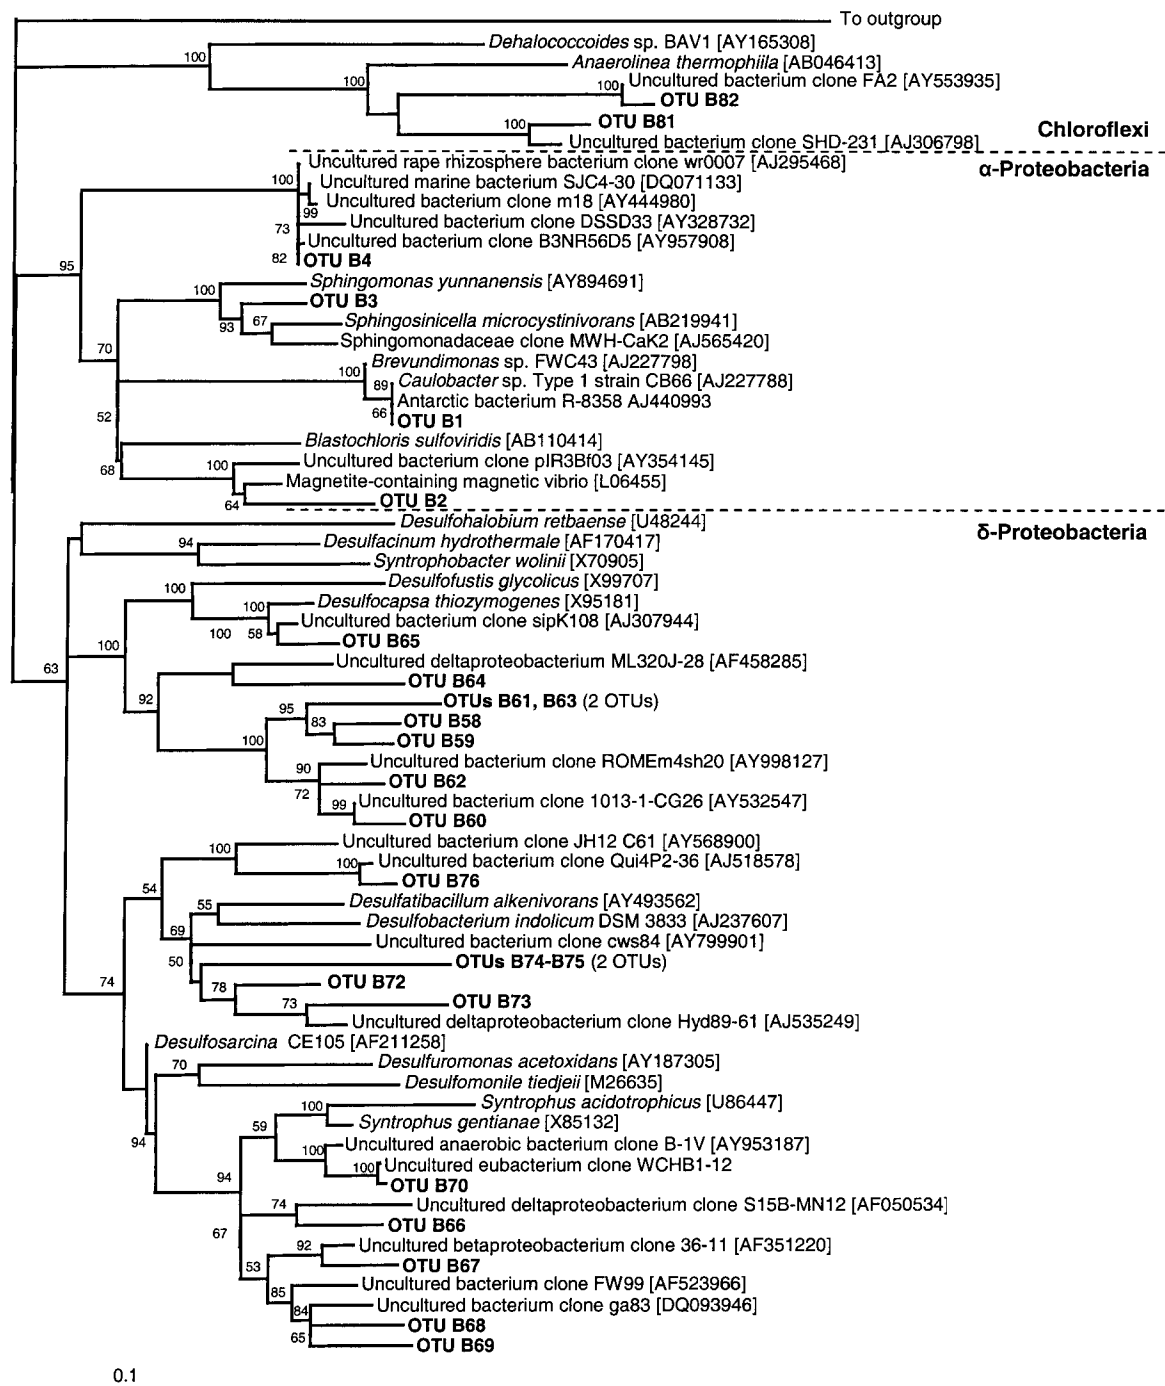 To outgroup
Dehalococcoides sp. BAV1 [AY165308]
100
Anaerolinea thermophiila [AB046413]
100
Uncultured bacterium clone FA2 [AY553935]
100
OTU B82
OTU B81
100
Uncultured bacterium clone SHD-231 [AJ306798]
Chloroflexi
α-Proteobacteria
Uncultured rape rhizosphere bacterium clone wr0007 [AJ295468]
100
Uncultured marine bacterium SJC4-30 [DQ071133]
Uncultured bacterium clone m18 [AY444980]
99
73
Uncultured bacterium clone DSSD33 [AY328732]
Uncultured bacterium clone B3NR56D5 [AY957908]
82
OTU B4
95
Sphingomonas yunnanensis [AY894691]
100
OTU B3
93
67
Sphingosinicella microcystinivorans [AB219941]
Sphingomonadaceae clone MWH-CaK2 [AJ565420]
70
Brevundimonas sp. FWC43 [AJ227798]
100
89
Caulobacter sp. Type 1 strain CB66 [AJ227788]
Antarctic bacterium R-8358 AJ440993
66
OTU B1
52
Blastochloris sulfoviridis [AB110414]
68
100
Uncultured bacterium clone pIR3Bf03 [AY354145]
Magnetite-containing magnetic vibrio [L06455]
64
OTU B2
δ-Proteobacteria
Desulfohalobium retbaense [U48244]
94
Desulfacinum hydrothermale [AF170417]
Syntrophobacter wolinii [X70905]
100
Desulfofustis glycolicus [X99707]
100
Desulfocapsa thiozymogenes [X95181]
Uncultured bacterium clone sipK108 [AJ307944]
100
58
OTU B65
100
63
Uncultured deltaproteobacterium ML320J-28 [AF458285]
OTU B64
92
OTUs B61, B63 (2 OTUs)
95
83
OTU B58
OTU B59
100
Uncultured bacterium clone ROMEm4sh20 [AY998127]
90
OTU B62
72
99
Uncultured bacterium clone 1013-1-CG26 [AY532547]
OTU B60
Uncultured bacterium clone JH12 C61 [AY568900]
100
100
Uncultured bacterium clone Qui4P2-36 [AJ518578]
OTU B76
54
Desulfatibacillum alkenivorans [AY493562]
55
Desulfobacterium indolicum DSM 3833 [AJ237607]
69
Uncultured bacterium clone cws84 [AY799901]
50
OTUs B74-B75 (2 OTUs)
74
78
OTU B72
73
OTU B73
Uncultured deltaproteobacterium clone Hyd89-61 [AJ535249]
Desulfosarcina CE105 [AF211258]
70
Desulfuromonas acetoxidans [AY187305]
Desulfomonile tiedjeii [M26635]
100
Syntrophus acidotrophicus [U86447]
59
Syntrophus gentianae [X85132]
94
100
Uncultured anaerobic bacterium clone B-1V [AY953187]
100
Uncultured eubacterium clone WCHB1-12
94
OTU B70
74
Uncultured deltaproteobacterium clone S15B-MN12 [AF050534]
OTU B66
67
92
Uncultured betaproteobacterium clone 36-11 [AF351220]
53
OTU B67
85
Uncultured bacterium clone FW99 [AF523966]
84
Uncultured bacterium clone ga83 [DQ093946]
OTU B68
65
OTU B69
0.1